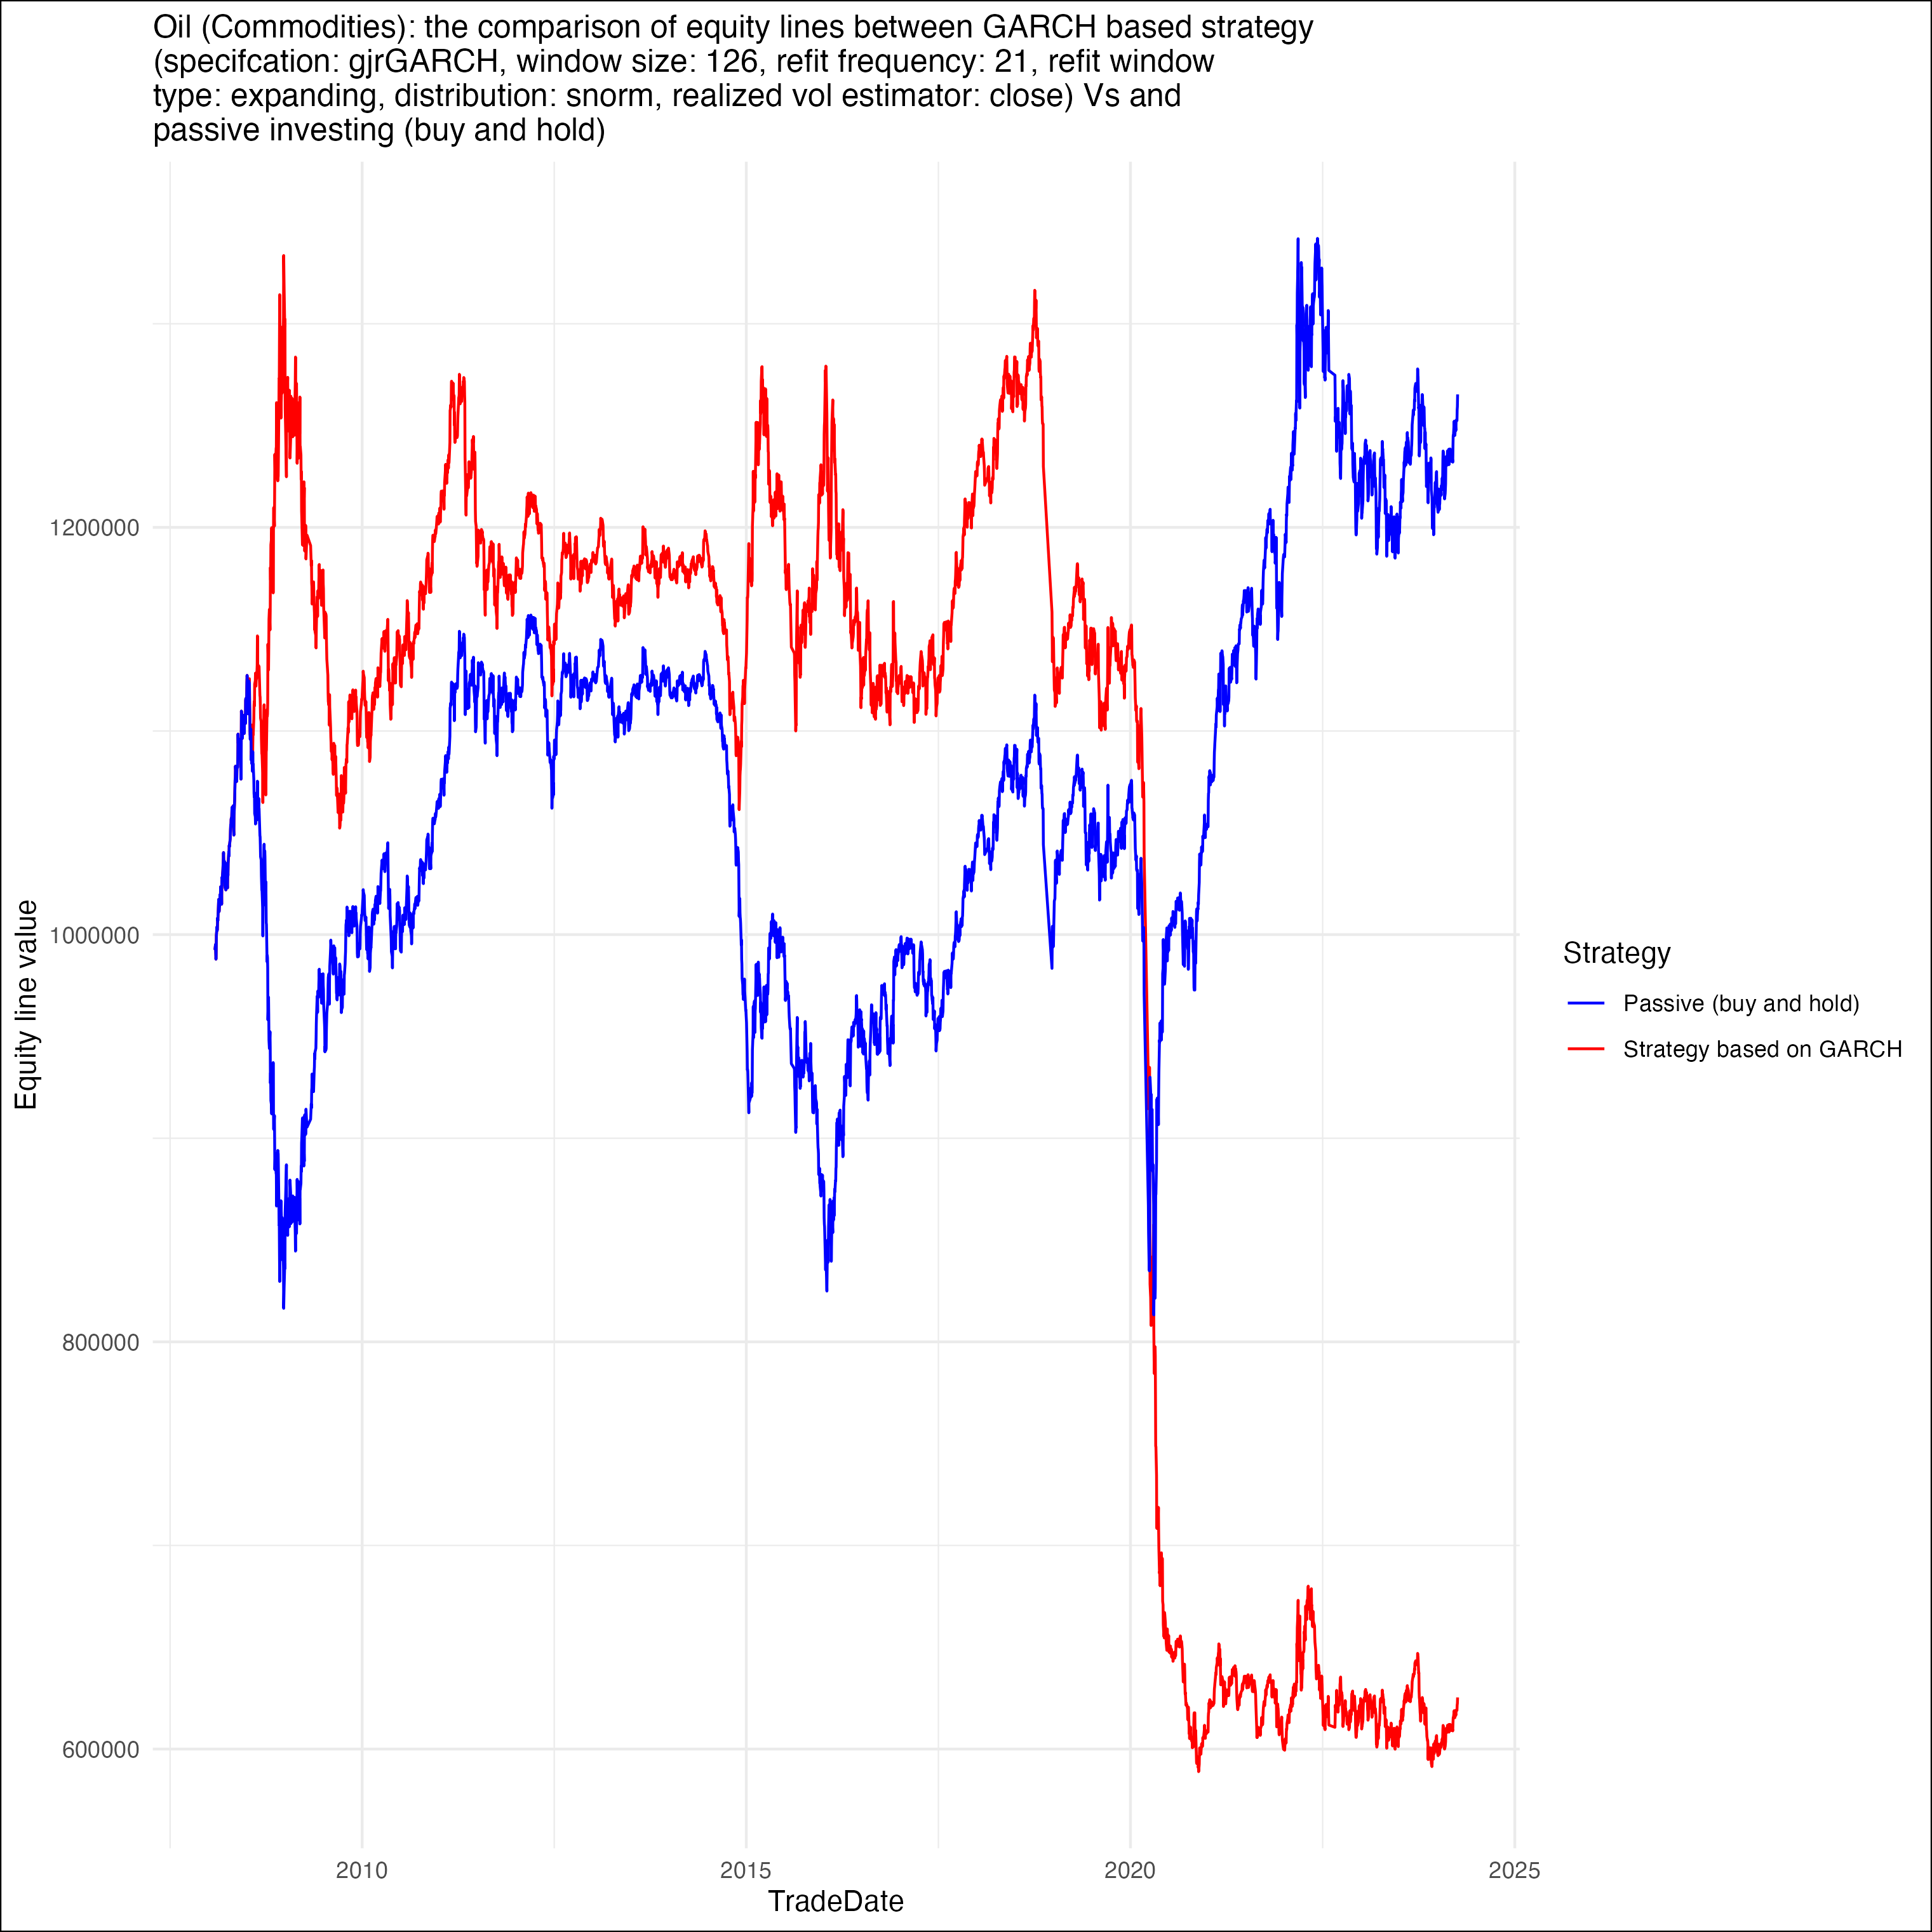 Oil (Commodities): the comparison of equity lines between GARCH based strategy
(specifcation: gjrGARCH, window size: 126, refit frequency: 21, refit window
type: expanding, distribution: snorm, realized vol estimator: close) Vs and
passive investing (buy and hold)
Equity line value
1200000
1000000
800000
600000
2010
2015
2020
2025
TradeDate
Strategy
Passive (buy and hold)
Strategy based on GARCH